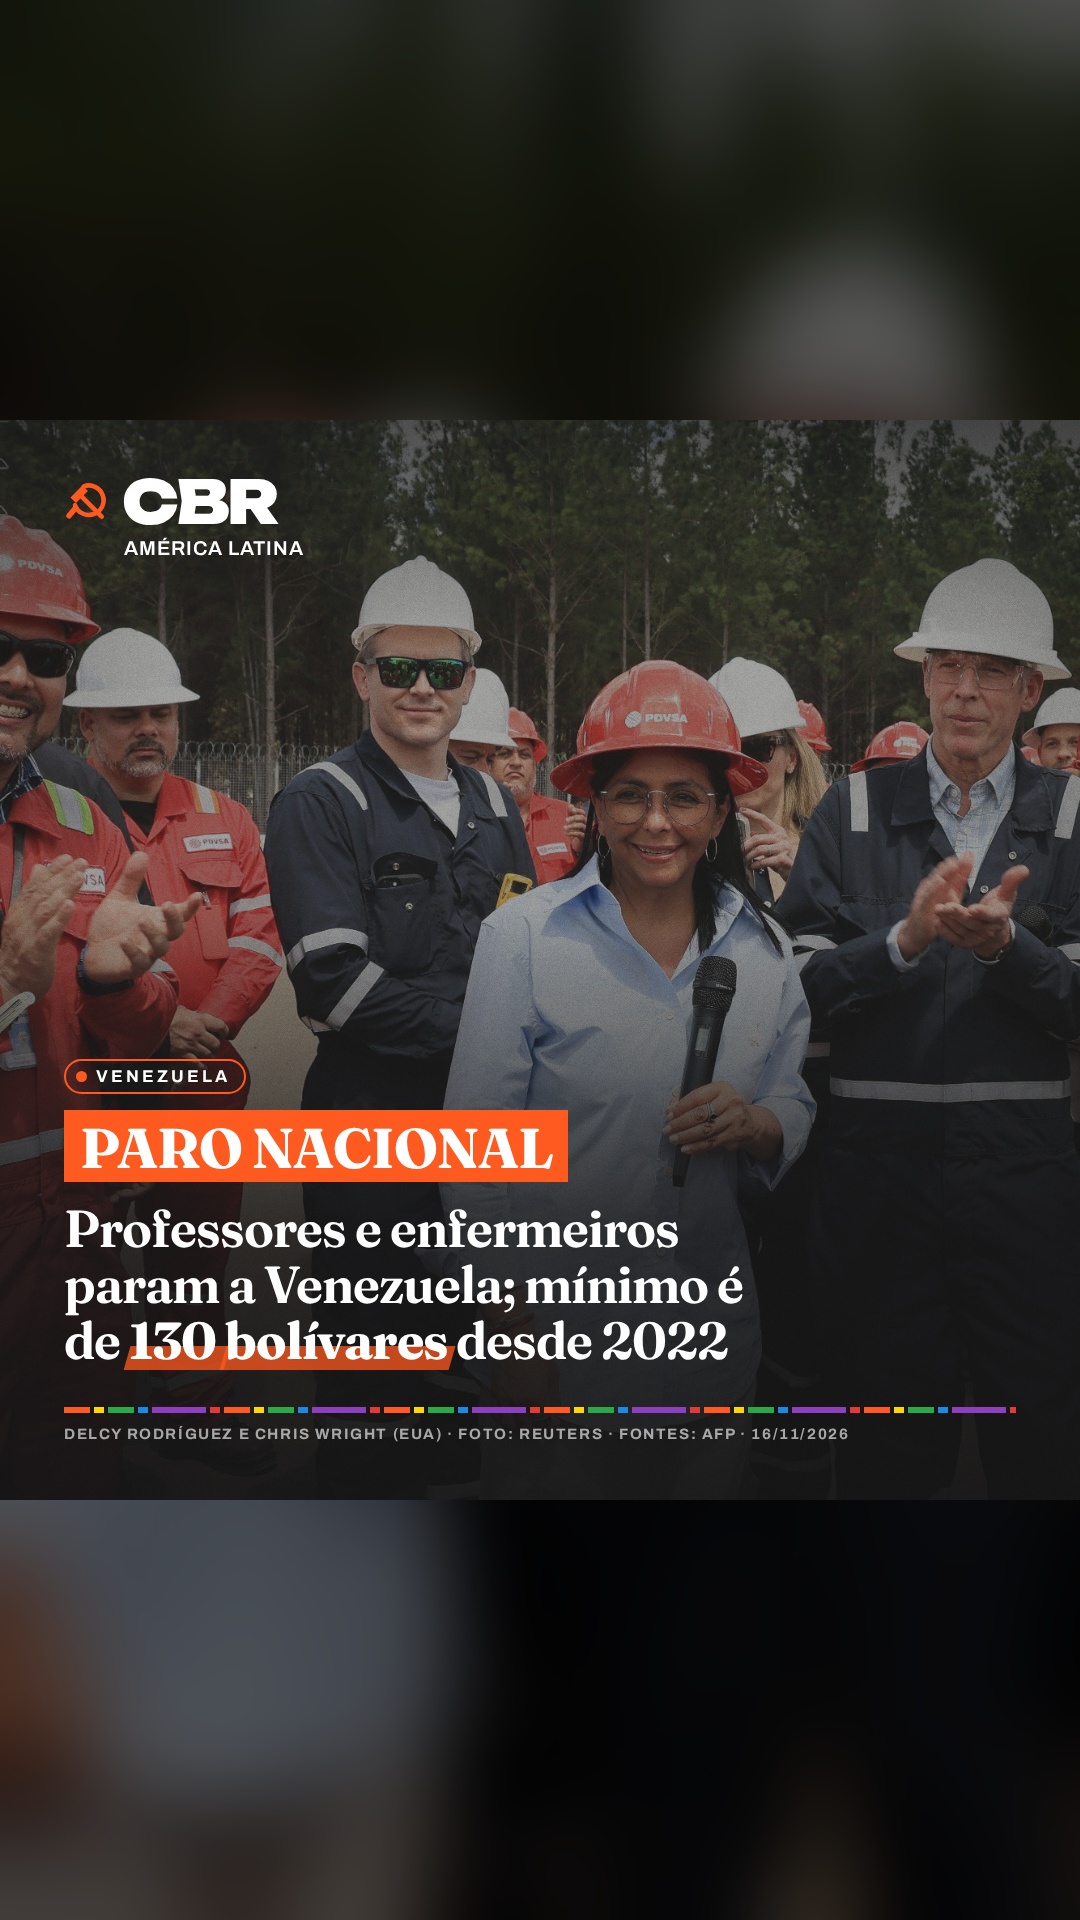 CBR
AMÉRICA LATINA
PDVSA
PDVSA
PDVSA
VSA
VENEZUELA
PARO NACIONAL
Professores e enfermeiros
param a Venezuela; mínimo é
de 130 bolívares desde 2022
DELCY RODRÍGUEZ E CHRIS WRIGHT (EUA) · FOTO: REUTERS · FONTES: AFP · 16/11/2026